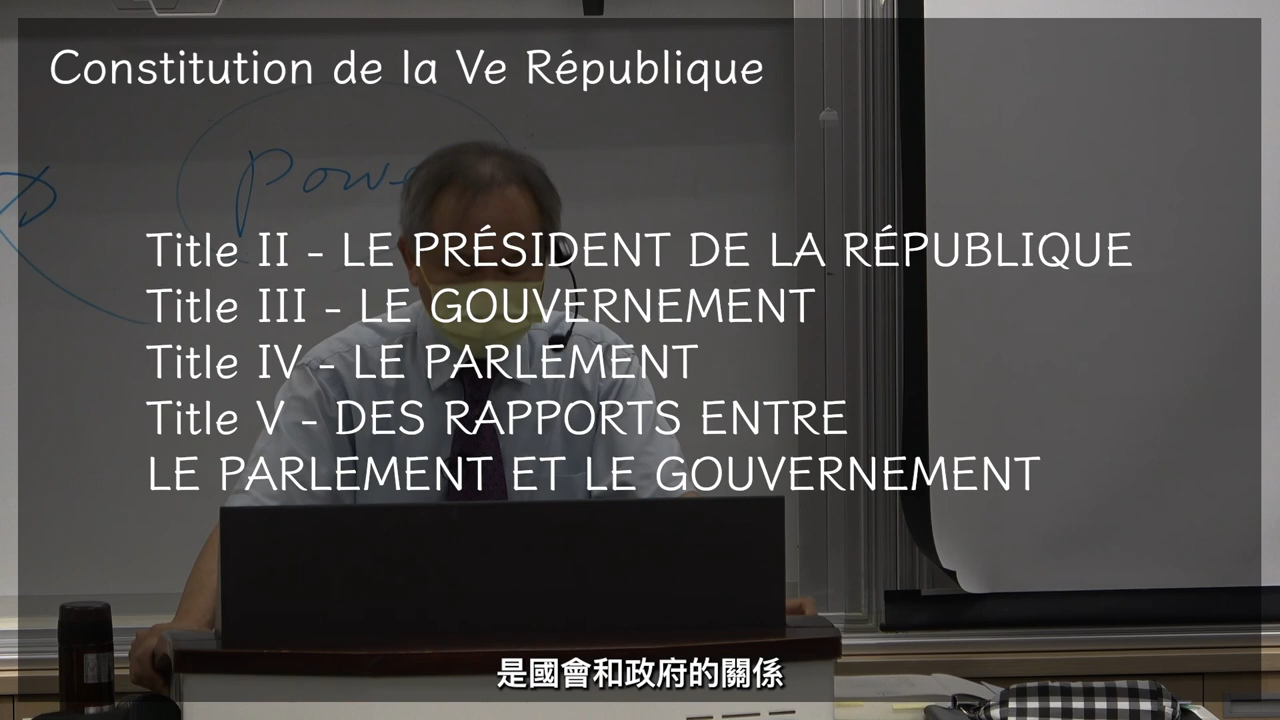 Constitution de la Ve République
Power
Title II - LE PRÉSIDENT DE LA RÉPUBLIQUE
Title III - LE GOUVERNEMENT
Title IV - LE PARLEMENT
Title V - DES RAPPORTS ENTRE
LE PARLEMENT ET LE GOUVERNEMENT
是國會和政府的關係